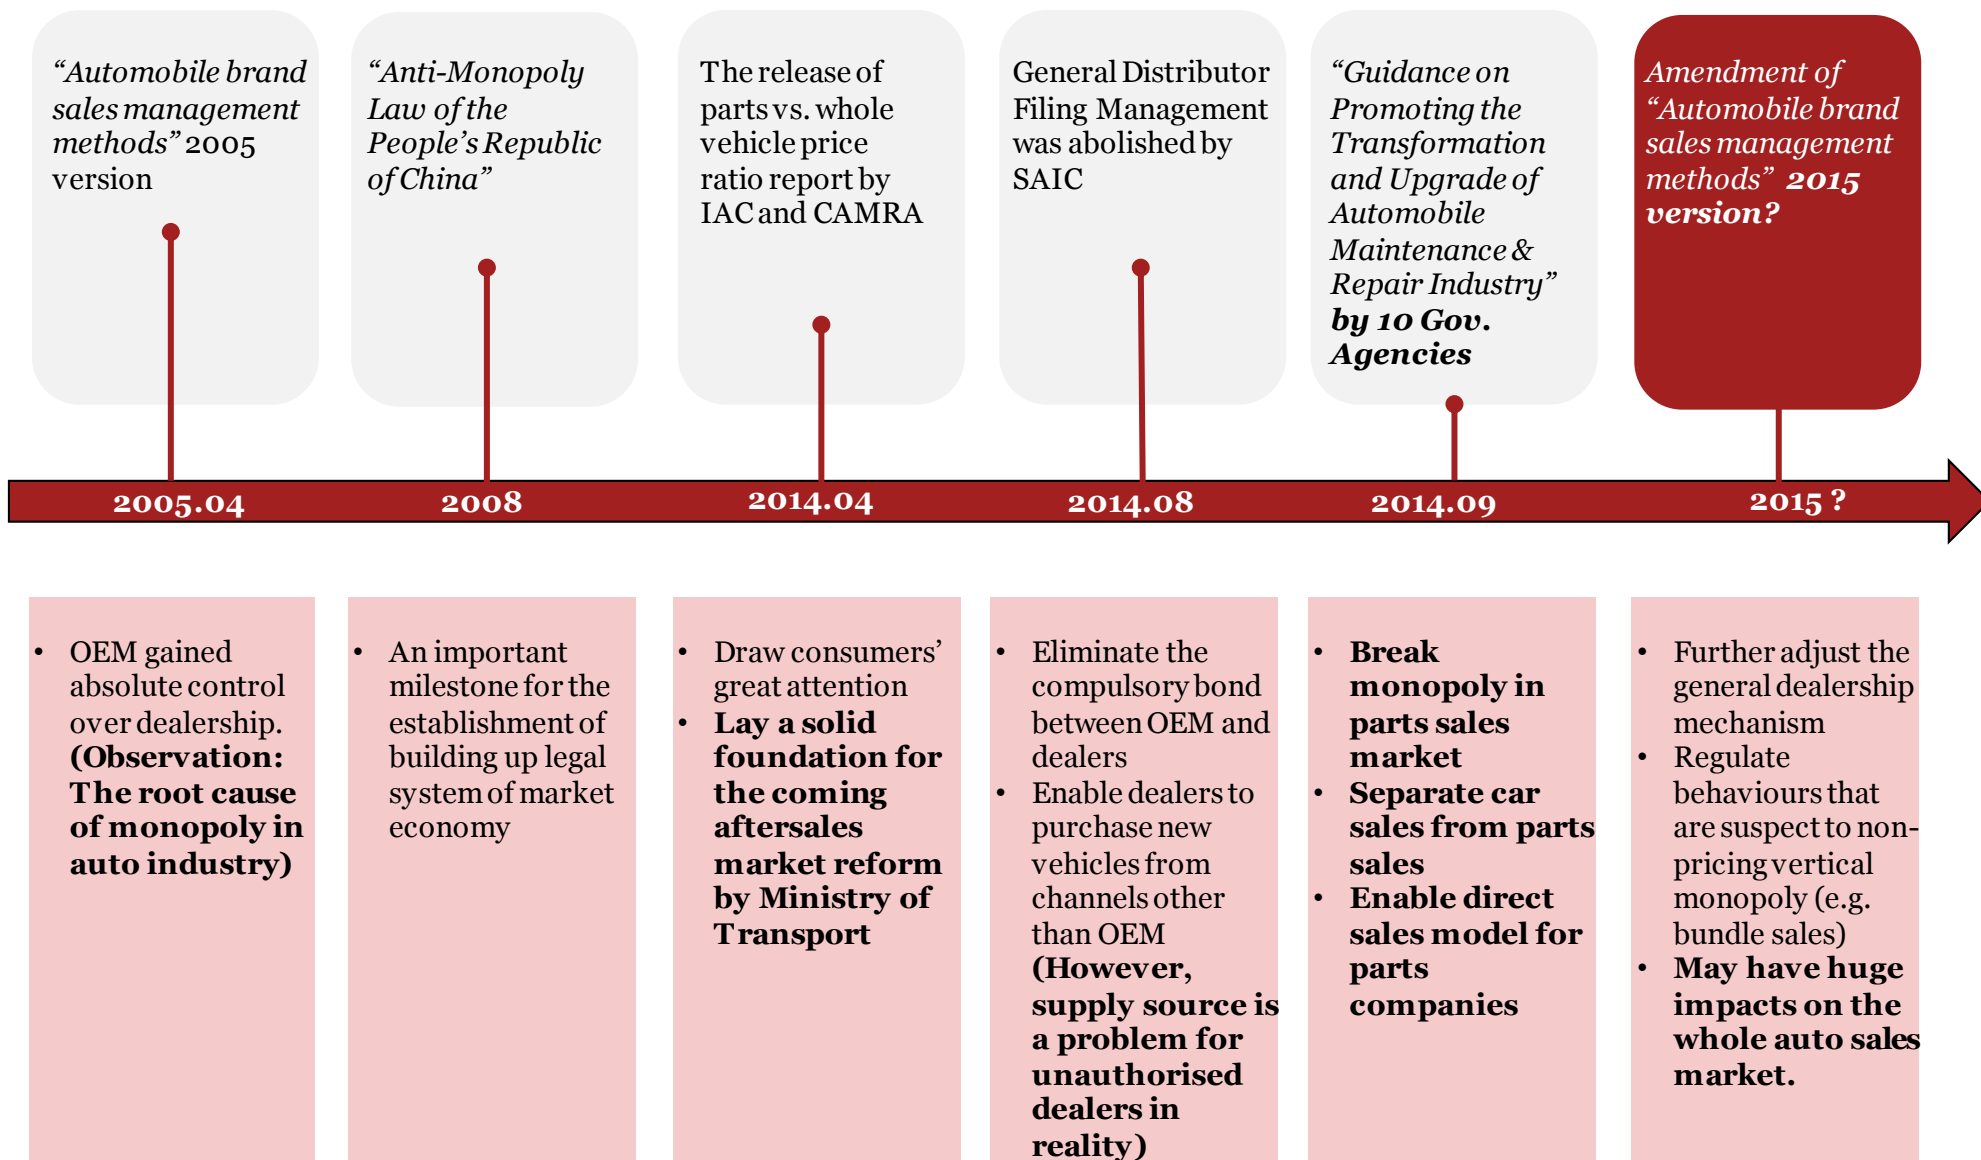 “Automobile brand
sales management
methods” 2005
version
“Anti-Monopoly
Law of the
People’s Republic
of China”
The release of
parts vs. whole
vehicle price
ratio report by
IAC and CAMRA
General Distributor
Filing Management
was abolished by
SAIC
“Guidance on
Promoting the
Transformation
and Upgrade of
Automobile
Maintenance &
Repair Industry”
by 10 Gov.
Agencies
Amendment of
“Automobile brand
sales management
methods” 2015
version?
2005.04
2008
2014.04
2014.08
2014.09
2015 ?
• OEM gained
absolute control
over dealership.
(Observation:
The root cause
of monopoly in
auto industry)
• An important
milestone for the
establishment of
building up legal
system of market
economy
• Draw consumers’
great attention
• Lay a solid
foundation for
the coming
aftersales
market reform
by Ministry of
Transport
• Eliminate the
compulsory bond
between OEM and
dealers
• Enable dealers to
purchase new
vehicles from
channels other
than OEM
(However,
supply source is
a problem for
unauthorised
dealers in
reality)
• Break
monopoly in
parts sales
market
• Separate car
sales from parts
sales
• Enable direct
sales model for
parts
companies
• Further adjust the
general dealership
mechanism
• Regulate
behaviours that
are suspect to non-
pricing vertical
monopoly (e.g.
bundle sales)
• May have huge
impacts on the
whole auto sales
market.